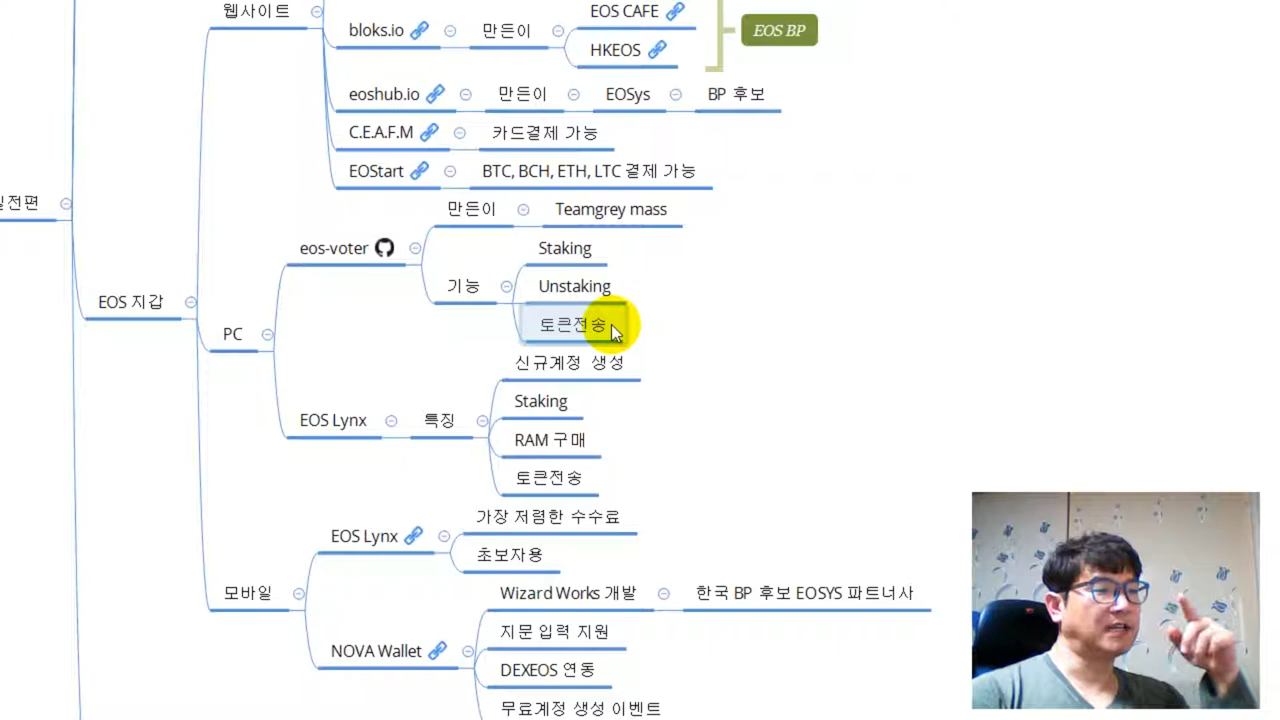 웹사이트
bloks.io
만든이
EOS CAFE
HKEOS
EOS BP
eoshub.io
만든이
EOSys
BP 후보
C.E.A.F.M
카드결제 가능
EOStart
BTC, BCH, ETH, LTC 결제 가능
EOS 지갑
PC
eos-voter
만든이
Teamgrey mass
기능
Staking
Unstaking
토큰전송
EOS Lynx
특징
신규계정 생성
Staking
RAM 구매
토큰전송
모바일
EOS Lynx
가장 저렴한 수수료
초보자용
NOVA Wallet
Wizard Works 개발
한국 BP 후보 EOSYS 파트너사
지문 입력 지원
DEXEOS 연동
무료계정 생성 이벤트